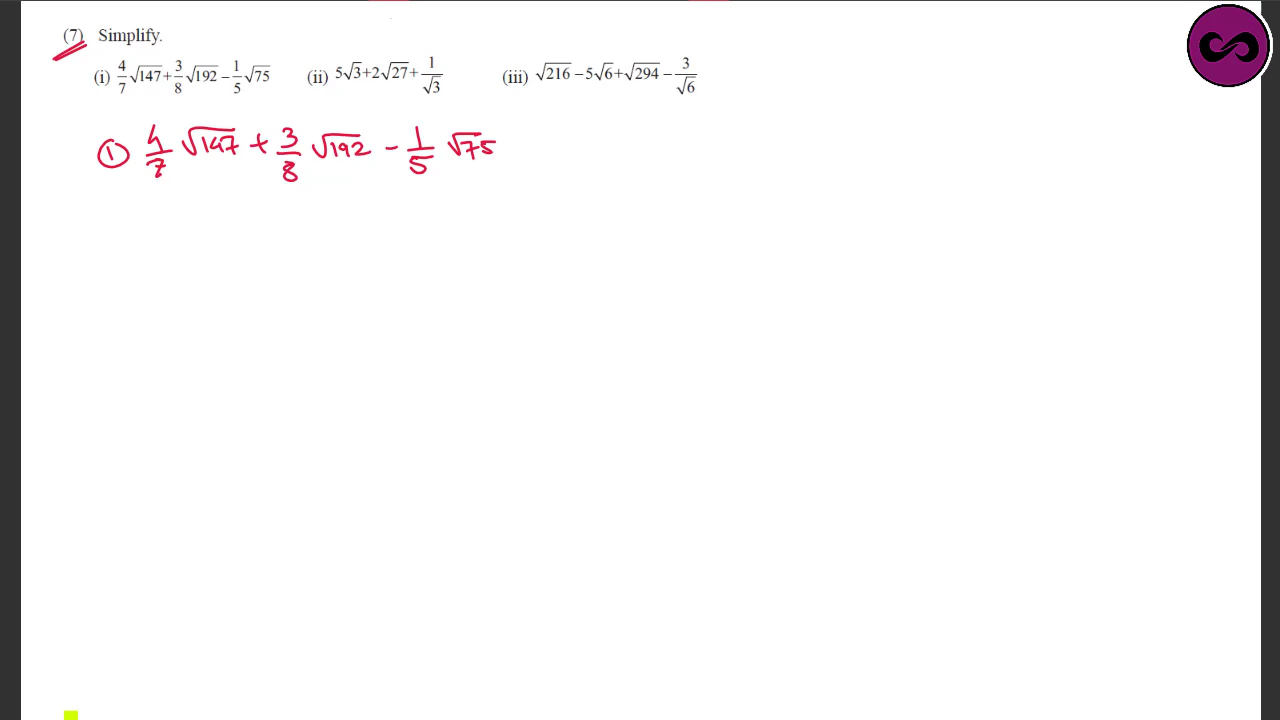 (7) Simplify.
(i) 4/7 √147 + 3/8 √192 − 1/5 √75 (ii) 5√3+2√27+ 1/√3 (iii) √216 −5√6+√294 − 3/√6
① 4/7 √147 + 3/8 √192 − 1/5 √75